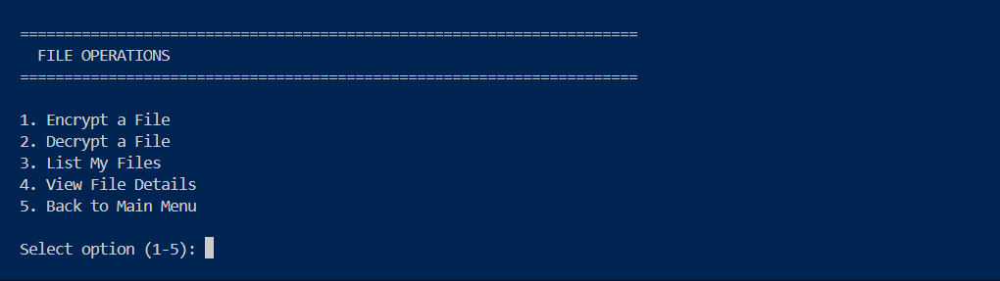 ======================================================================
FILE OPERATIONS
======================================================================
1. Encrypt a File
2. Decrypt a File
3. List My Files
4. View File Details
5. Back to Main Menu
Select option (1-5):